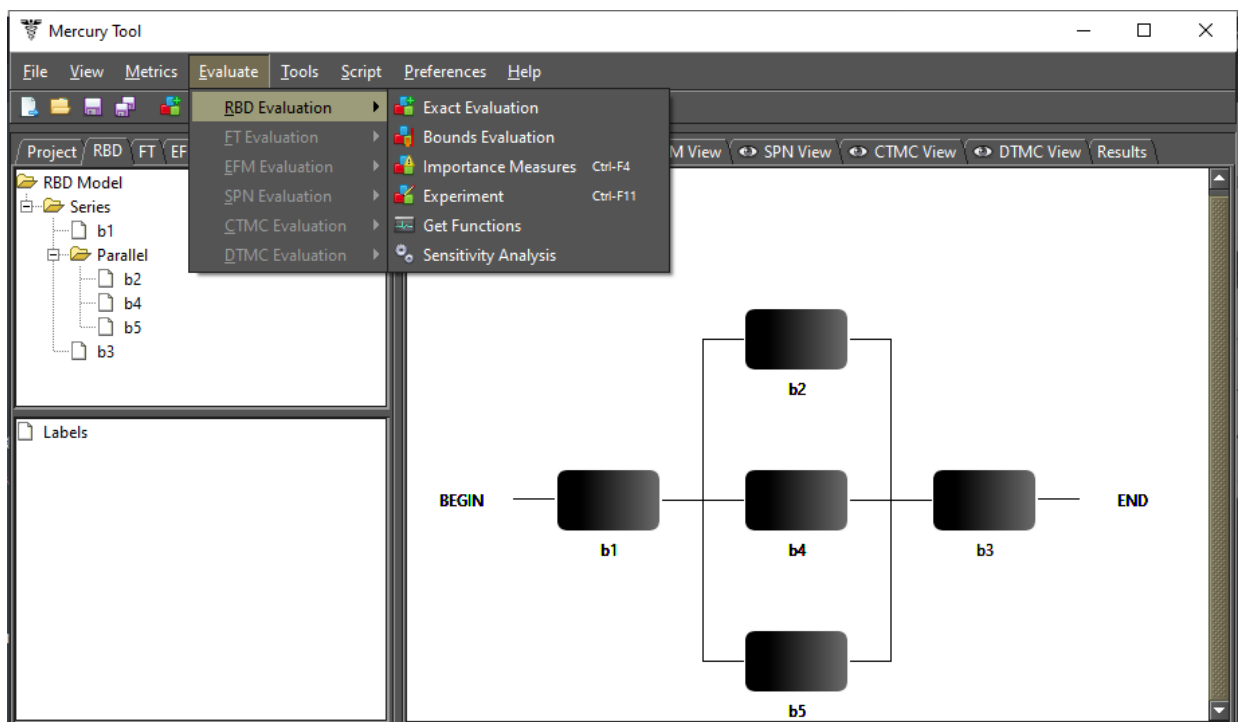 Mercury Tool
File View Metrics Evaluate Tools Script Preferences Help
RBD Evaluation
FT Evaluation
EFM Evaluation
SPN Evaluation
CTMC Evaluation
DTMC Evaluation
Exact Evaluation
Bounds Evaluation
Importance Measures Ctrl-F4
Experiment Ctrl-F11
Get Functions
Sensitivity Analysis
Project RBD FT EF M View SPN View CTMC View DTMC View Results
RBD Model
Series
b1
Parallel
b2
b4
b5
b3
Labels
b2
BEGIN
END
b1
b4
b3
b5